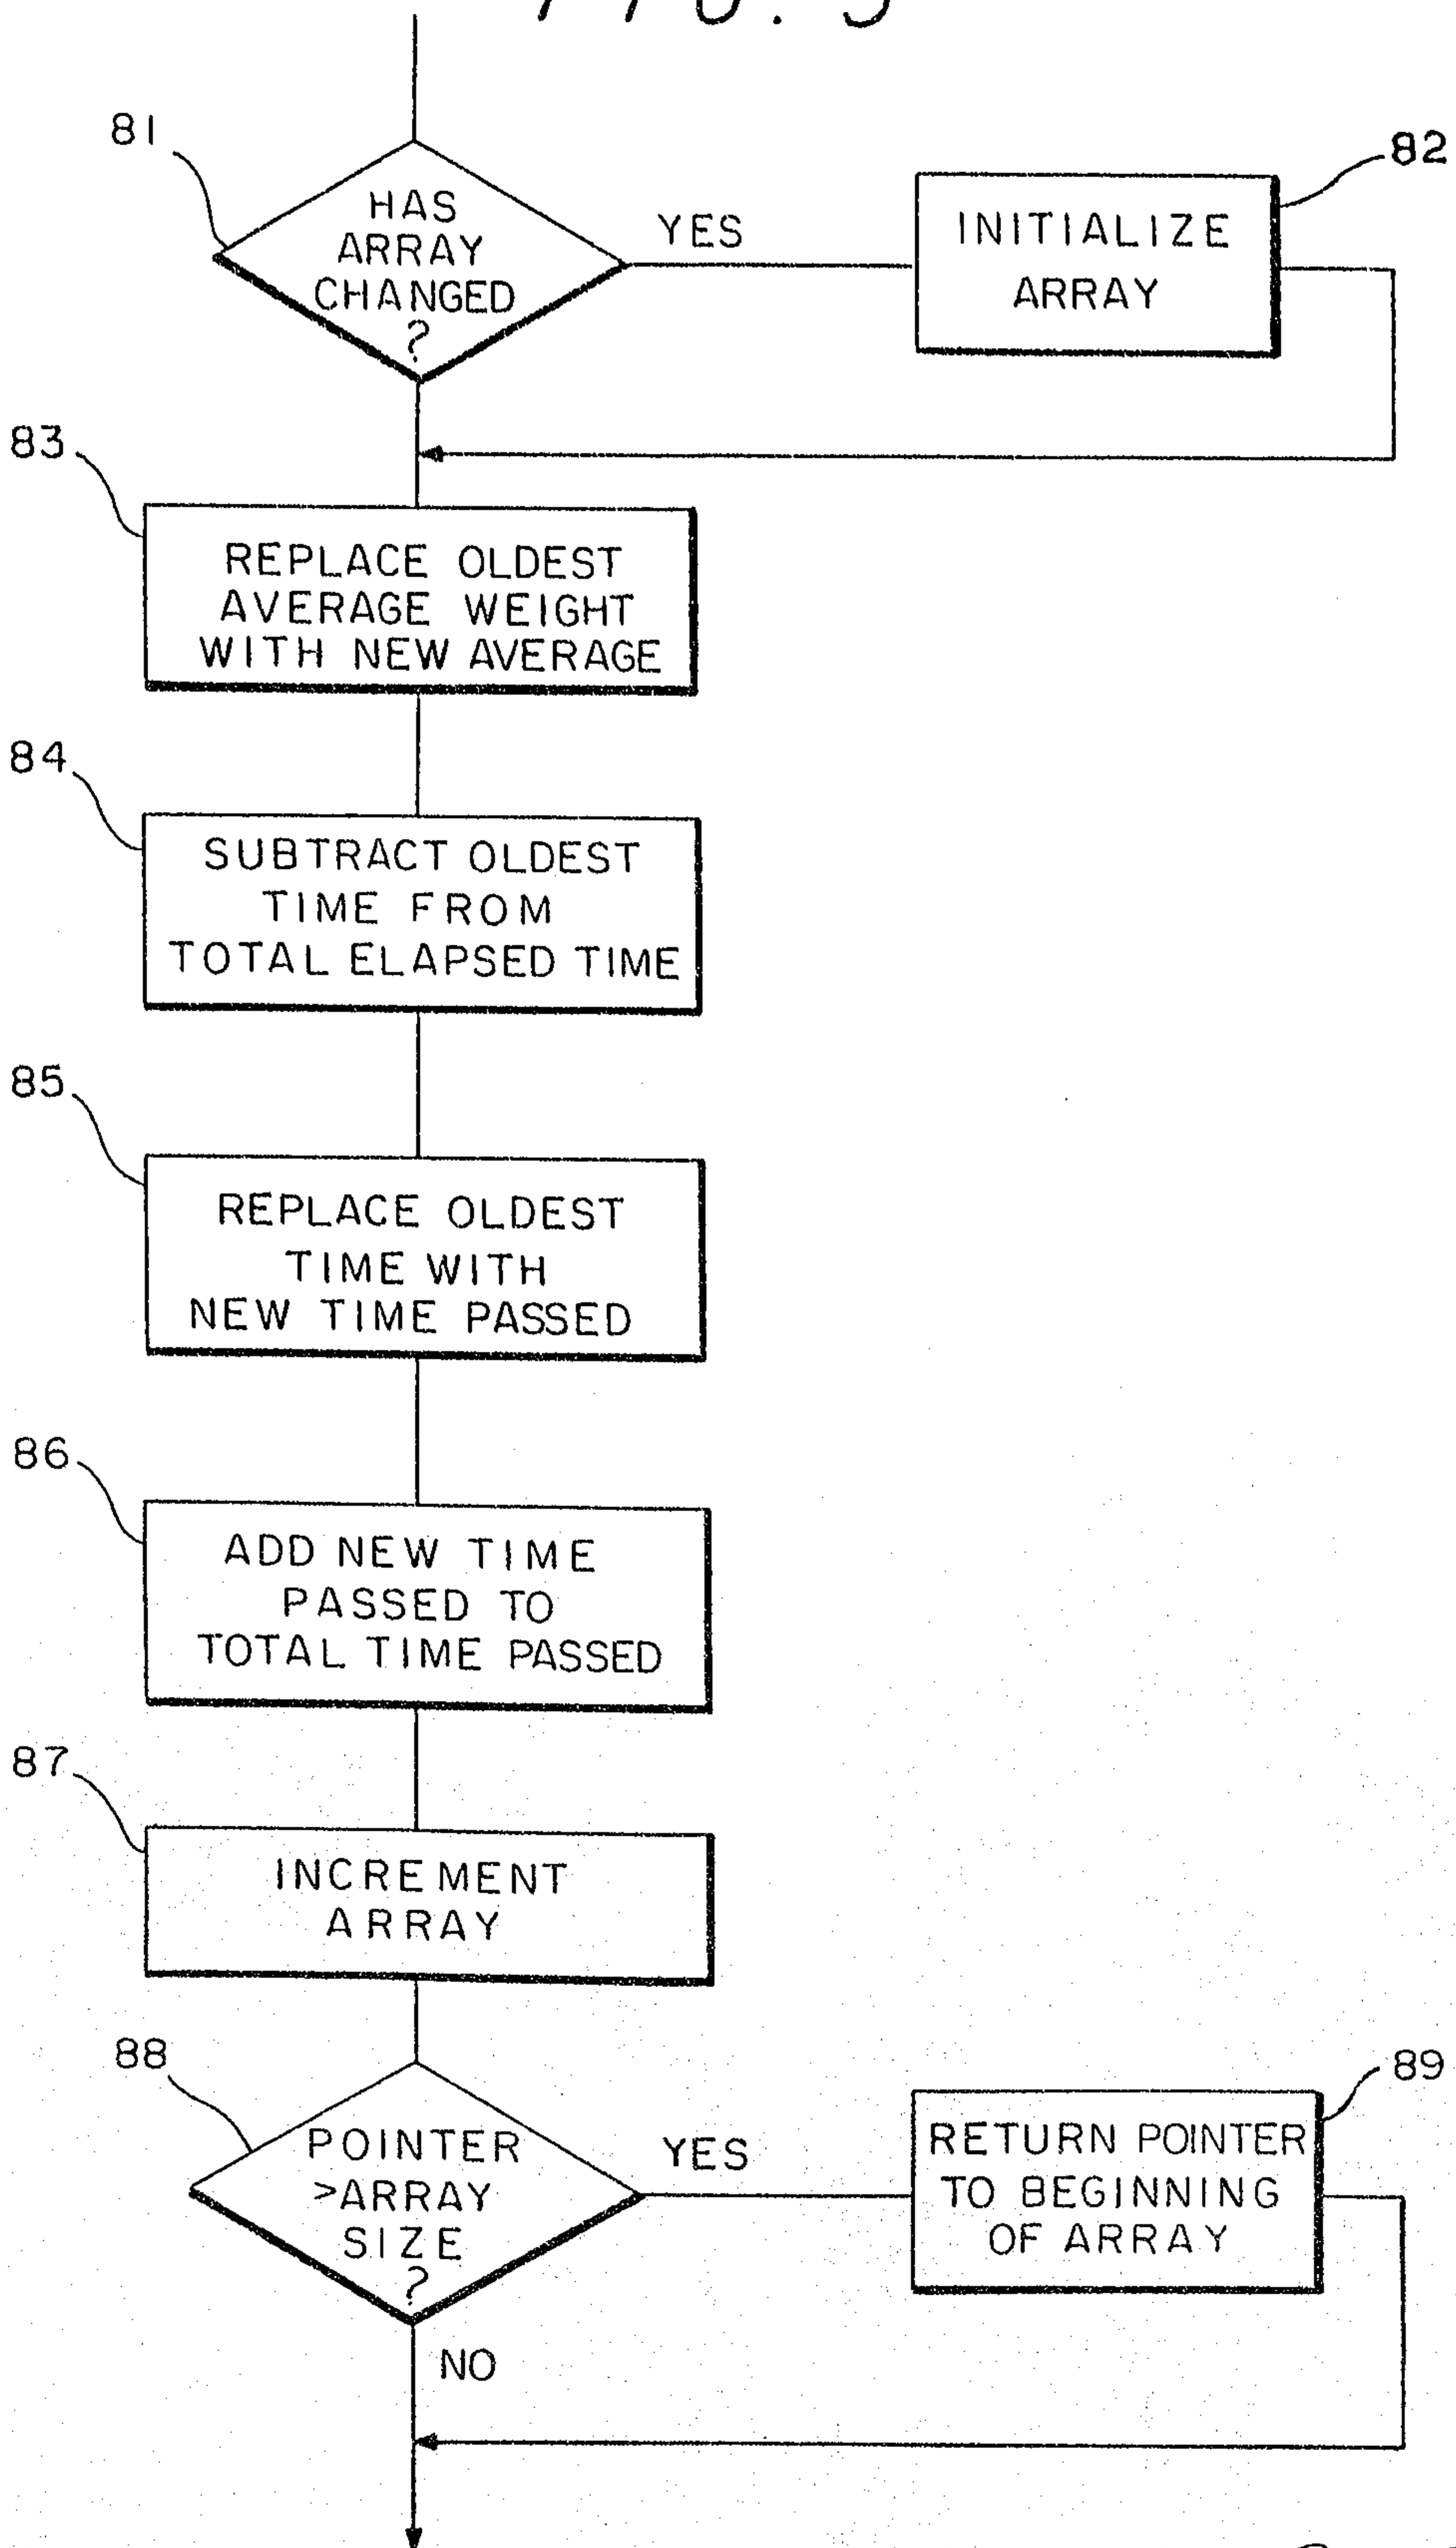 81
HAS
ARRAY
CHANGED
?
YES
82
INITIALIZE
ARRAY
83
REPLACE OLDEST
AVERAGE WEIGHT
WITH NEW AVERAGE
84
SUBTRACT OLDEST
TIME FROM
TOTAL ELAPSED TIME
85
REPLACE OLDEST
TIME WITH
NEW TIME PASSED
86
ADD NEW TIME
PASSED TO
TOTAL TIME PASSED
87
INCREMENT
ARRAY
88
POINTER
>ARRAY
SIZE
?
YES
89
RETURN POINTER
TO BEGINNING
OF ARRAY
NO